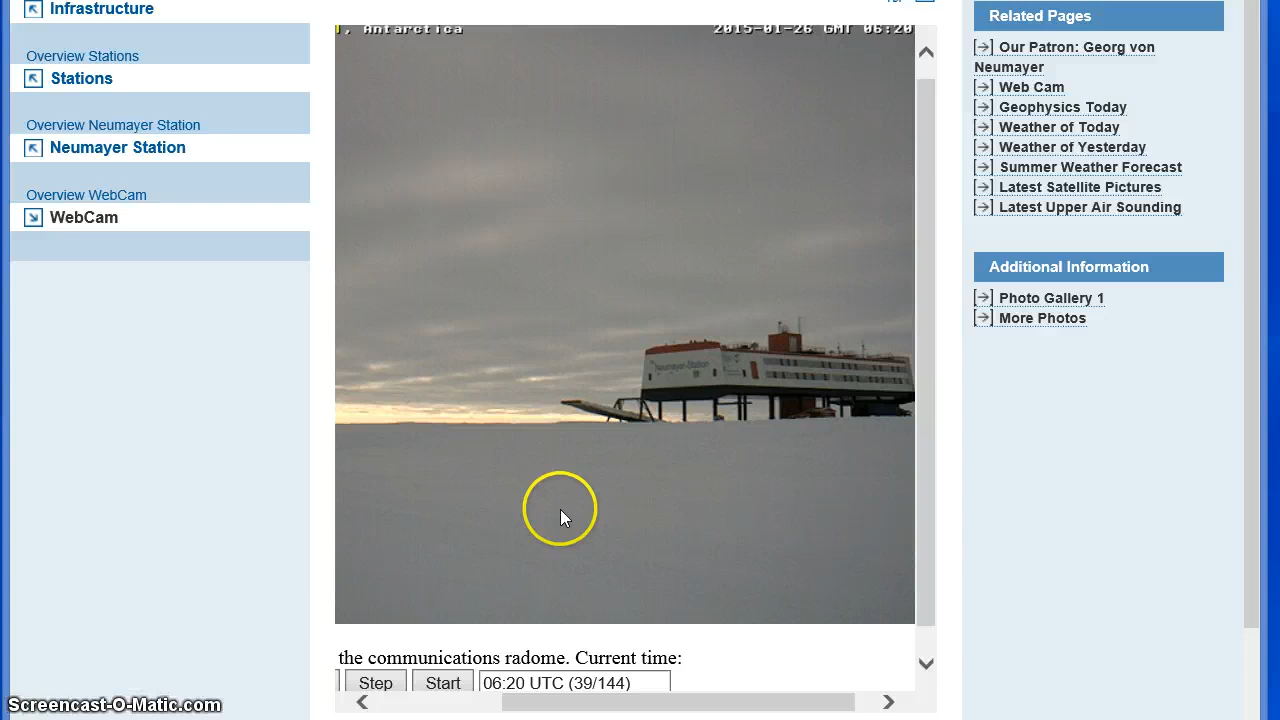 Infrastructure
Overview Stations
Stations
Overview Neumayer Station
Neumayer Station
Overview WebCam
WebCam
, Antarctica 2015-01-26 GMT 06:20
Neumayer-Station
the communications radome. Current time:
Step Start 06:20 UTC (39/144)
Related Pages
Our Patron: Georg von
Neumayer
Web Cam
Geophysics Today
Weather of Today
Weather of Yesterday
Summer Weather Forecast
Latest Satellite Pictures
Latest Upper Air Sounding
Additional Information
Photo Gallery 1
More Photos
Screencast-O-Matic.com